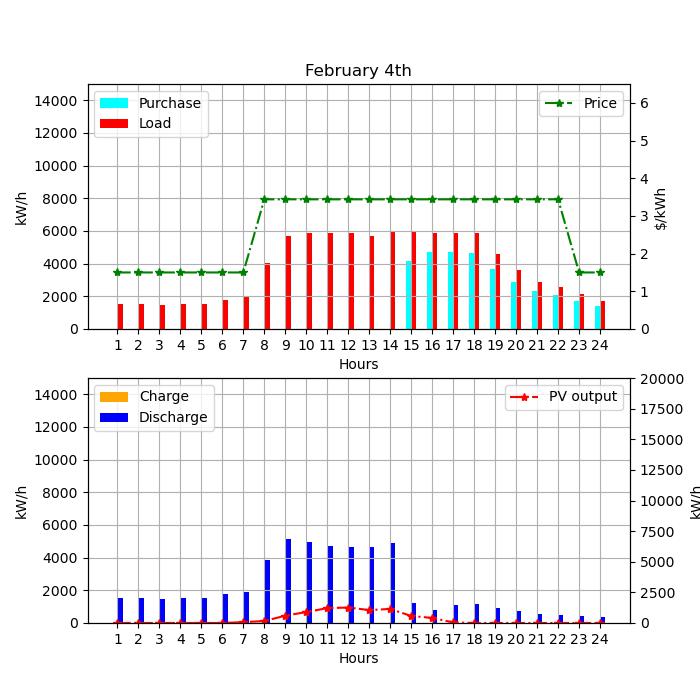 February 4th
Purchase
Load
Price
14000
12000
10000
8000
6000
4000
2000
0
kW/h
6
5
4
3
2
1
0
$/kWh
1 2 3 4 5 6 7 8 9 10 11 12 13 14 15 16 17 18 19 20 21 22 23 24
Hours
Charge
Discharge
PV output
14000
12000
10000
8000
6000
4000
2000
0
kW/h
20000
17500
15000
12500
10000
7500
5000
2500
0
kW/h
1 2 3 4 5 6 7 8 9 10 11 12 13 14 15 16 17 18 19 20 21 22 23 24
Hours